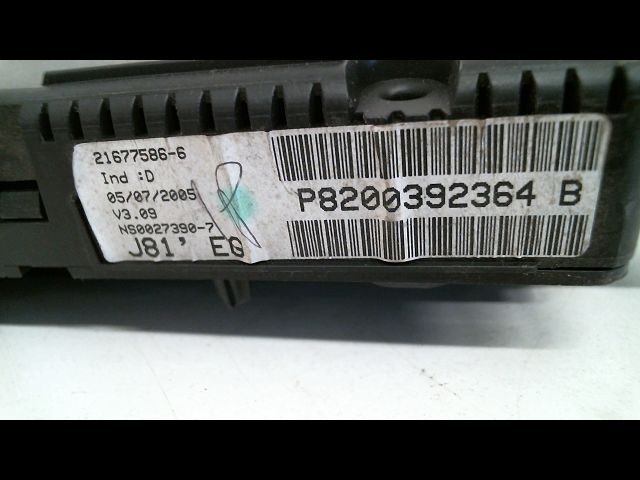 21677586-6
Ind :D
05/07/2005
V3.09
NS0027390-7
J81' EG
P8200392364 B